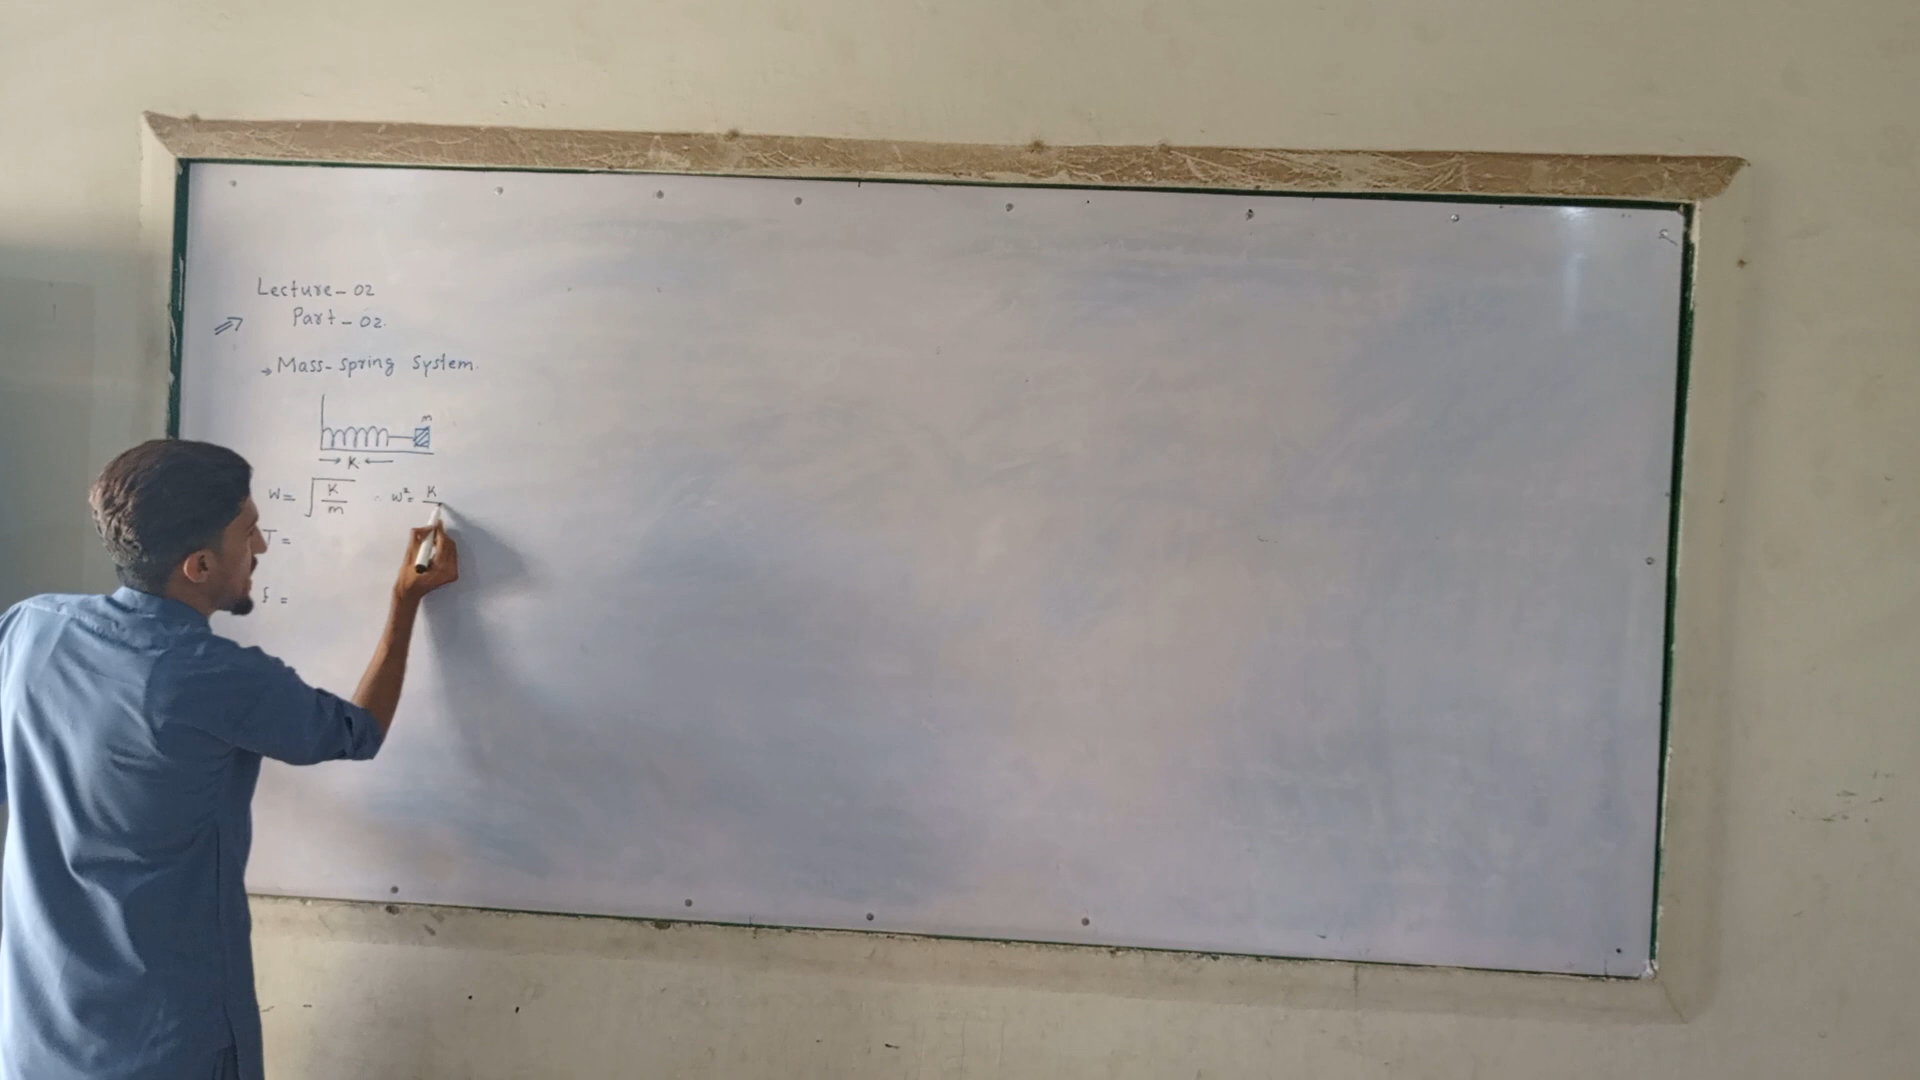 Lecture-02
Part-02.
→ Mass-spring system.
m
→ K ←
W = √(K/m) ∴ w² = K
T =
f =